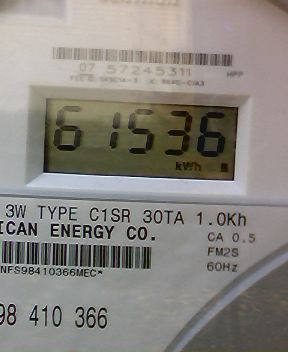 07 57245311
HPP
61536
kWh
3W TYPE C1SR 30TA 1.0Kh
ICAN ENERGY CO.
CA 0.5
FM2S
60Hz
NFS98410366MEC*
98 410 366